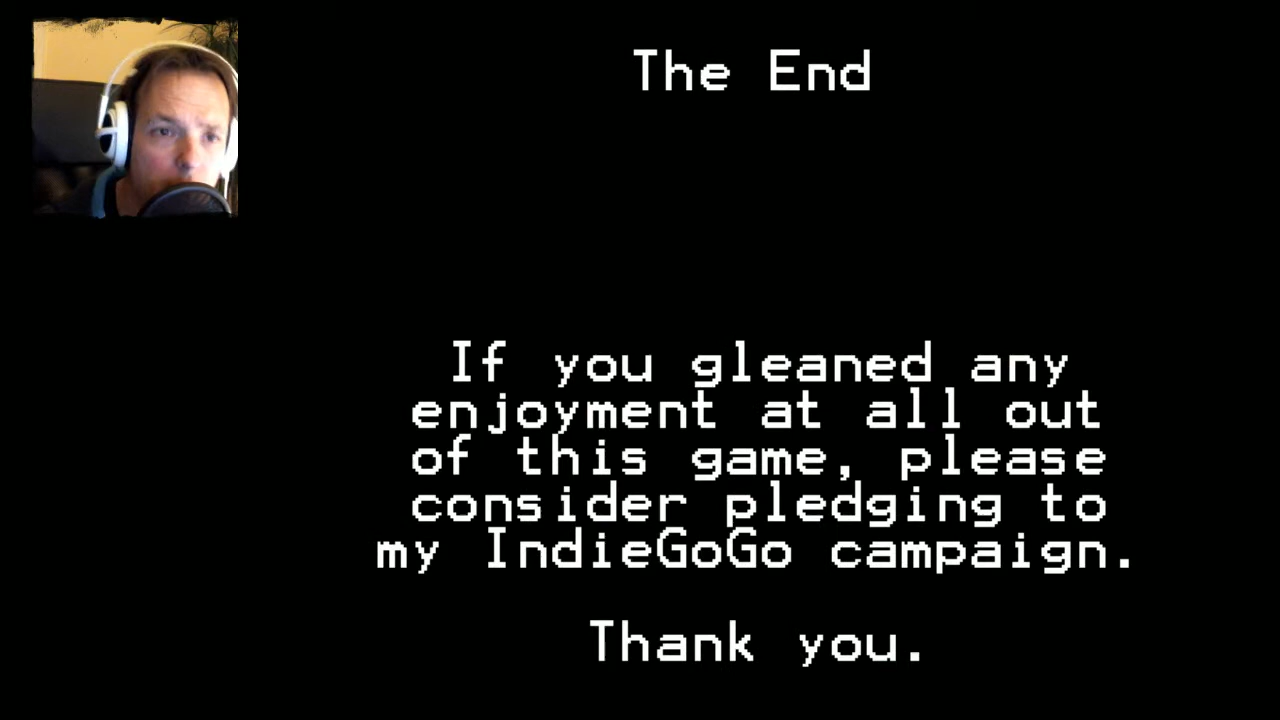 The End
If you gleaned any
enjoyment at all out
of this game, please
consider pledging to
my IndieGoGo campaign.
Thank you.